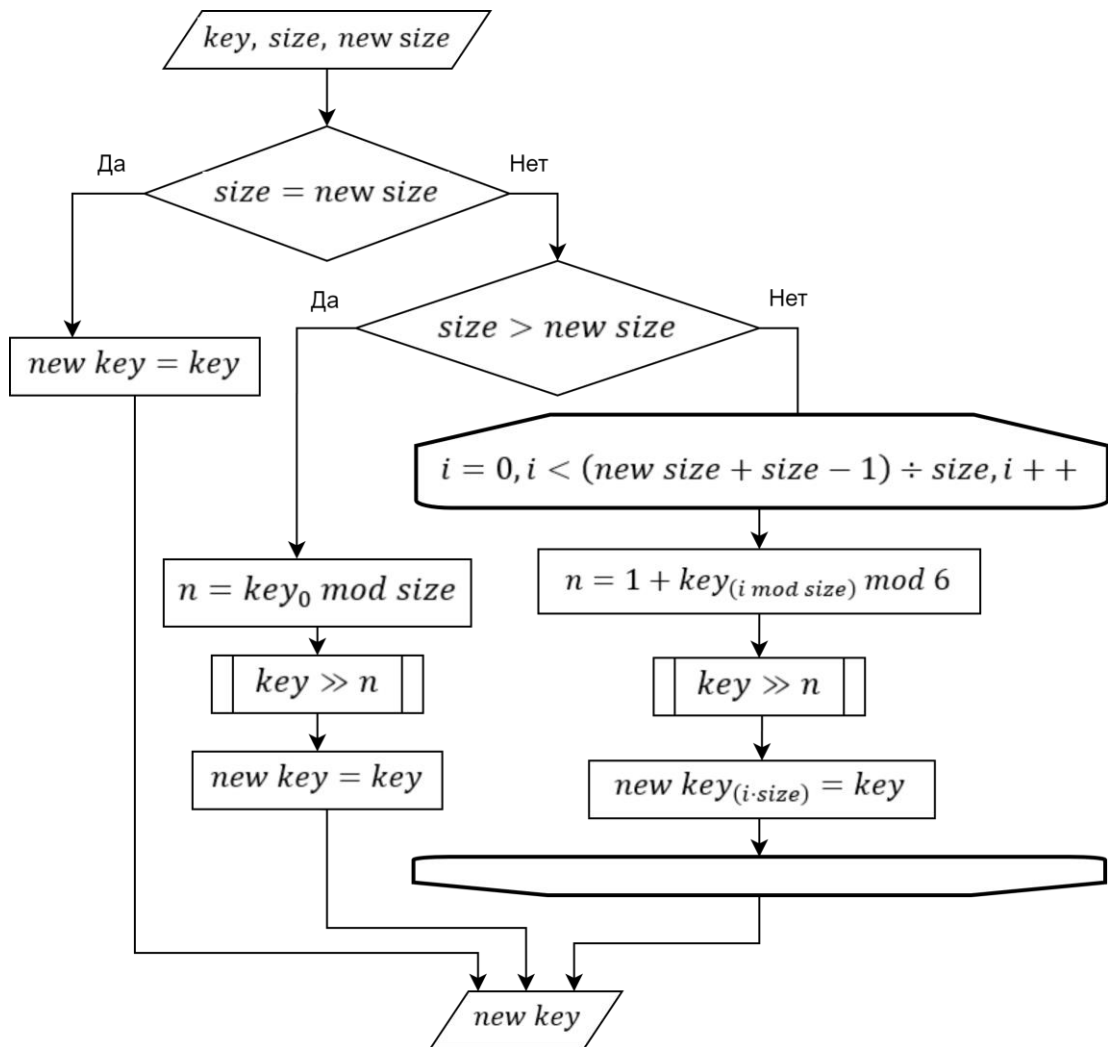 key, size, new size
Да
Нет
size = new size
Да
Нет
size > new size
new key = key
i = 0, i < (new size + size − 1) ÷ size, i + +
n = key₀ mod size
n = 1 + key₍ᵢ mod size₎ mod 6
key ≫ n
key ≫ n
new key = key
new key₍ᵢ·size₎ = key
new key